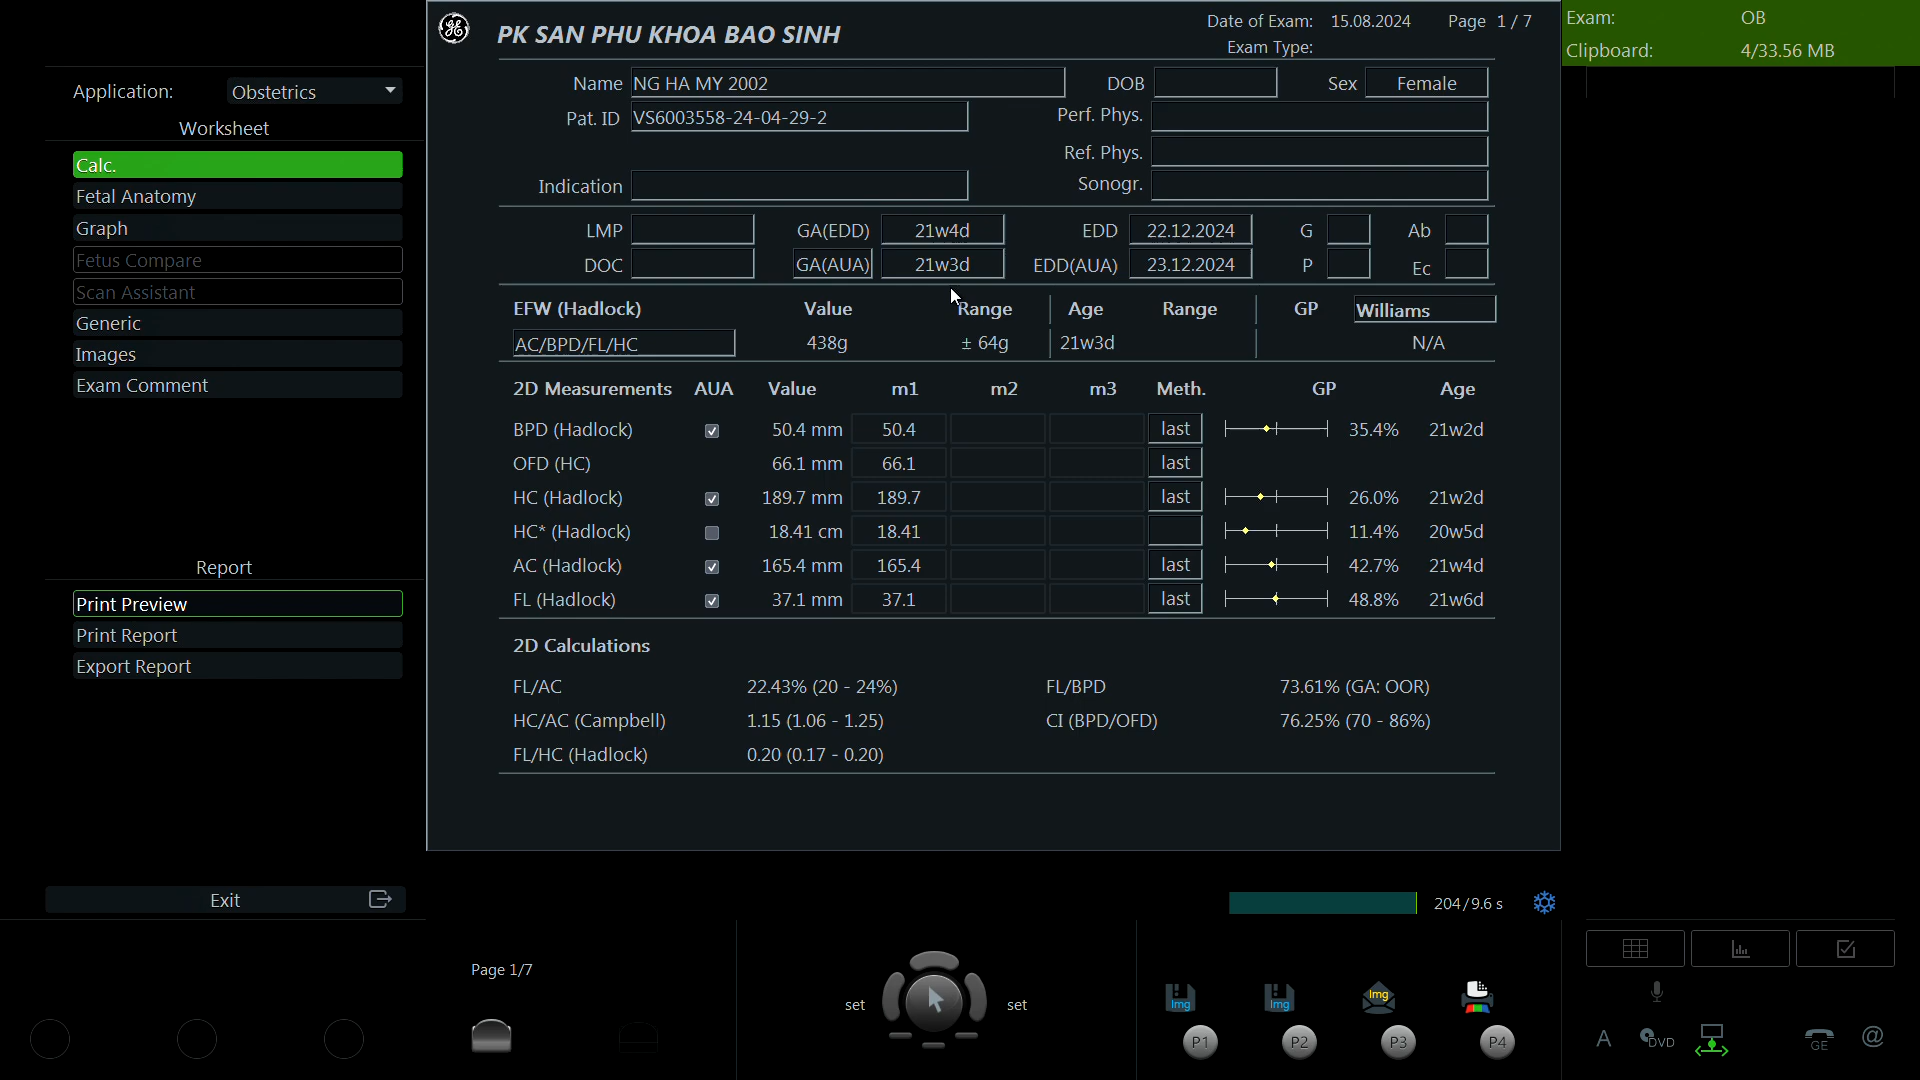 PK SAN PHU KHOA BAO SINH
Date of Exam: 15.08.2024 Page 1 / 7
Exam Type:
Exam: OB
Clipboard: 4/33.56 MB
Application: Obstetrics
Worksheet
Calc.
Fetal Anatomy
Graph
Fetus Compare
Scan Assistant
Generic
Images
Exam Comment
Report
Print Preview
Print Report
Export Report
Exit
Name NG HA MY 2002 DOB Sex Female
Pat. ID VS6003558-24-04-29-2 Perf. Phys.
Ref. Phys.
Indication Sonogr.
LMP GA(EDD) 21w4d EDD 22.12.2024 G Ab
DOC GA(AUA) 21w3d EDD(AUA) 23.12.2024 P Ec
EFW (Hadlock) Value Range Age Range GP Williams
AC/BPD/FL/HC 438g ± 64g 21w3d N/A
2D Measurements AUA Value m1 m2 m3 Meth. GP Age
BPD (Hadlock) 50.4 mm 50.4 last 35.4% 21w2d
OFD (HC) 66.1 mm 66.1 last
HC (Hadlock) 189.7 mm 189.7 last 26.0% 21w2d
HC* (Hadlock) 18.41 cm 18.41 11.4% 20w5d
AC (Hadlock) 165.4 mm 165.4 last 42.7% 21w4d
FL (Hadlock) 37.1 mm 37.1 last 48.8% 21w6d
2D Calculations
FL/AC 22.43% (20 - 24%) FL/BPD 73.61% (GA: OOR)
HC/AC (Campbell) 1.15 (1.06 - 1.25) CI (BPD/OFD) 76.25% (70 - 86%)
FL/HC (Hadlock) 0.20 (0.17 - 0.20)
204/9.6 s
Page 1/7
set set
Img Img Img
P1 P2 P3 P4
A DVD GE @